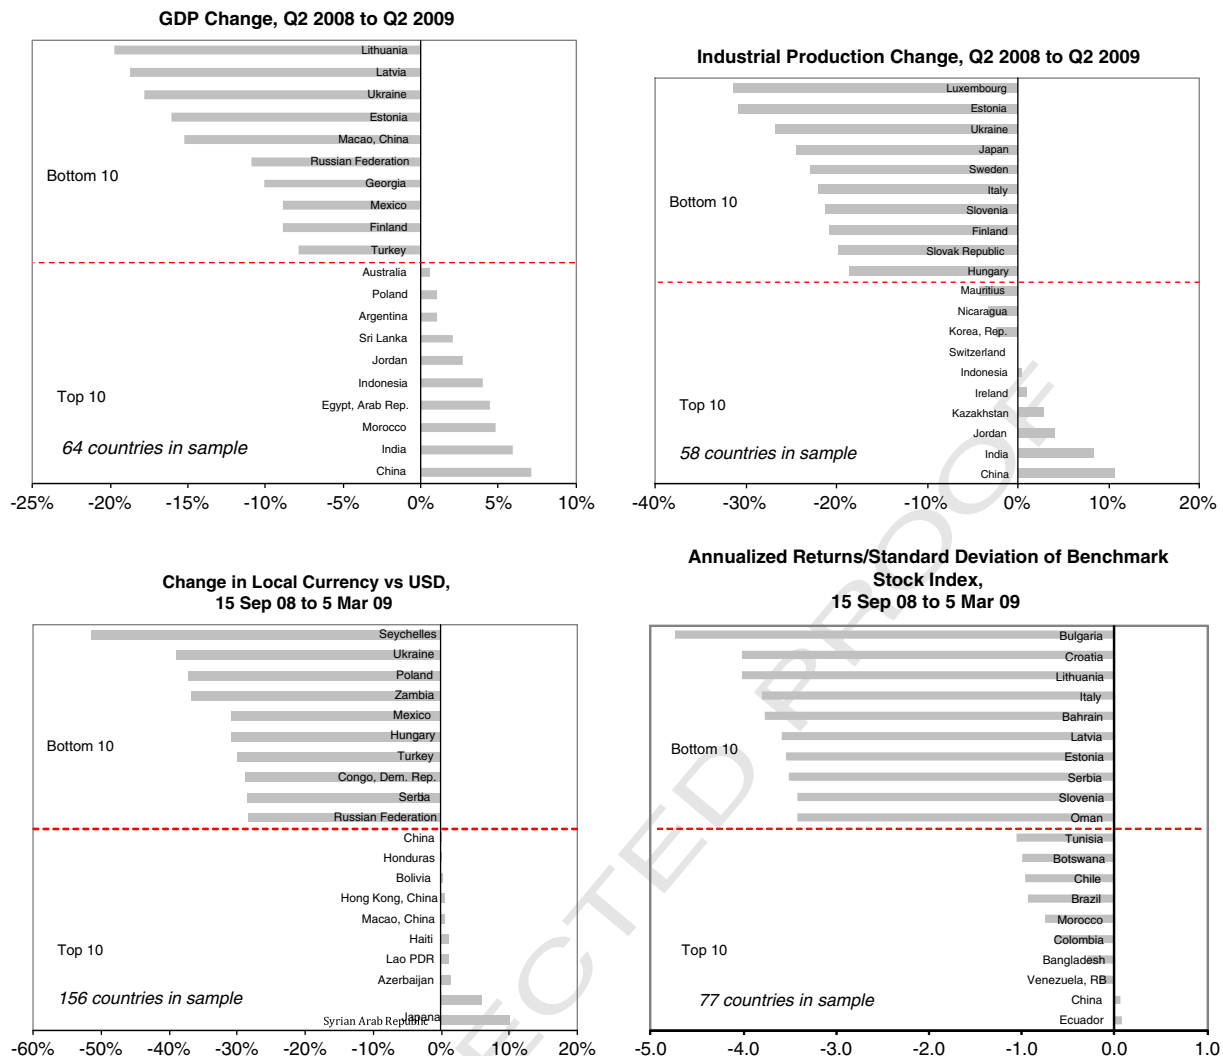 GDP Change, Q2 2008 to Q2 2009
Lithuania
Latvia
Ukraine
Estonia
Macao, China
Russian Federation
Bottom 10
Georgia
Mexico
Finland
Turkey
Australia
Poland
Argentina
Sri Lanka
Jordan
Indonesia
Top 10
Egypt, Arab Rep.
Morocco
64 countries in sample
India
China
-25% -20% -15% -10% -5% 0% 5% 10%
Industrial Production Change, Q2 2008 to Q2 2009
Luxembourg
Estonia
Ukraine
Japan
Sweden
Italy
Bottom 10
Slovenia
Finland
Slovak Republic
Hungary
Mauritius
Nicaragua
Korea, Rep.
Switzerland
Indonesia
Ireland
Top 10
Kazakhstan
Jordan
58 countries in sample
India
China
-40% -30% -20% -10% 0% 10% 20%
Change in Local Currency vs USD,
15 Sep 08 to 5 Mar 09
Seychelles
Ukraine
Poland
Zambia
Mexico
Hungary
Bottom 10
Turkey
Congo, Dem. Rep.
Serbia
Russian Federation
China
Honduras
Bolivia
Hong Kong, China
Macao, China
Haiti
Top 10
Lao PDR
Azerbaijan
156 countries in sample
Syrian Arab Republic
-60% -50% -40% -30% -20% -10% 0% 10% 20%
Annualized Returns/Standard Deviation of Benchmark
Stock Index,
15 Sep 08 to 5 Mar 09
Bulgaria
Croatia
Lithuania
Italy
Bahrain
Latvia
Bottom 10
Estonia
Serbia
Slovenia
Oman
Tunisia
Botswana
Chile
Brazil
Morocco
Colombia
Top 10
Bangladesh
Venezuela, RB
77 countries in sample
China
Ecuador
-5.0 -4.0 -3.0 -2.0 -1.0 0.0 1.0
ECTED PROOF